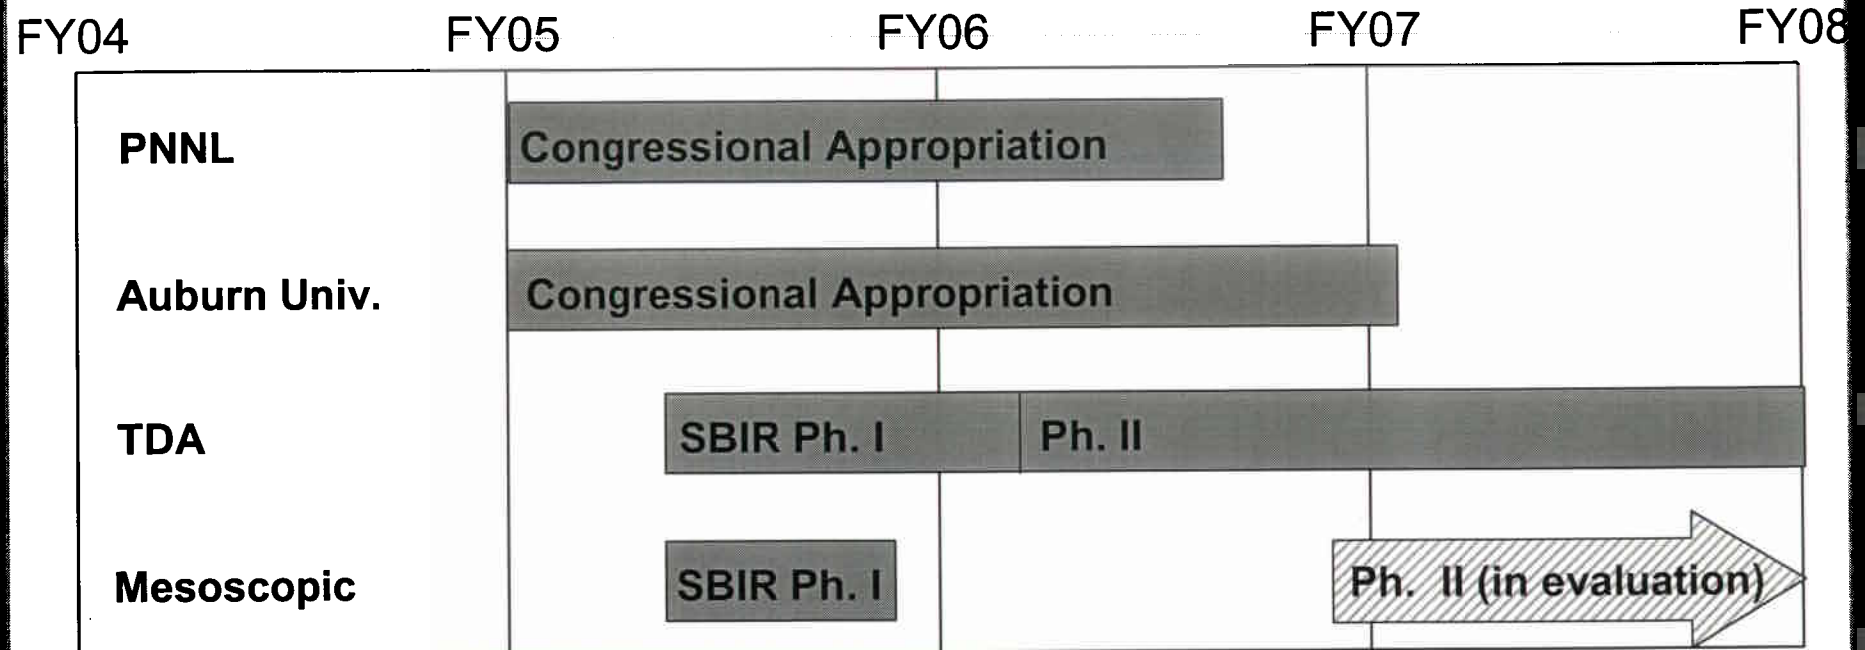 FY04 FY05 FY06 FY07 FY08
PNNL Congressional Appropriation
Auburn Univ. Congressional Appropriation
TDA SBIR Ph. I Ph. II
Mesoscopic SBIR Ph. I Ph. II (in evaluation)